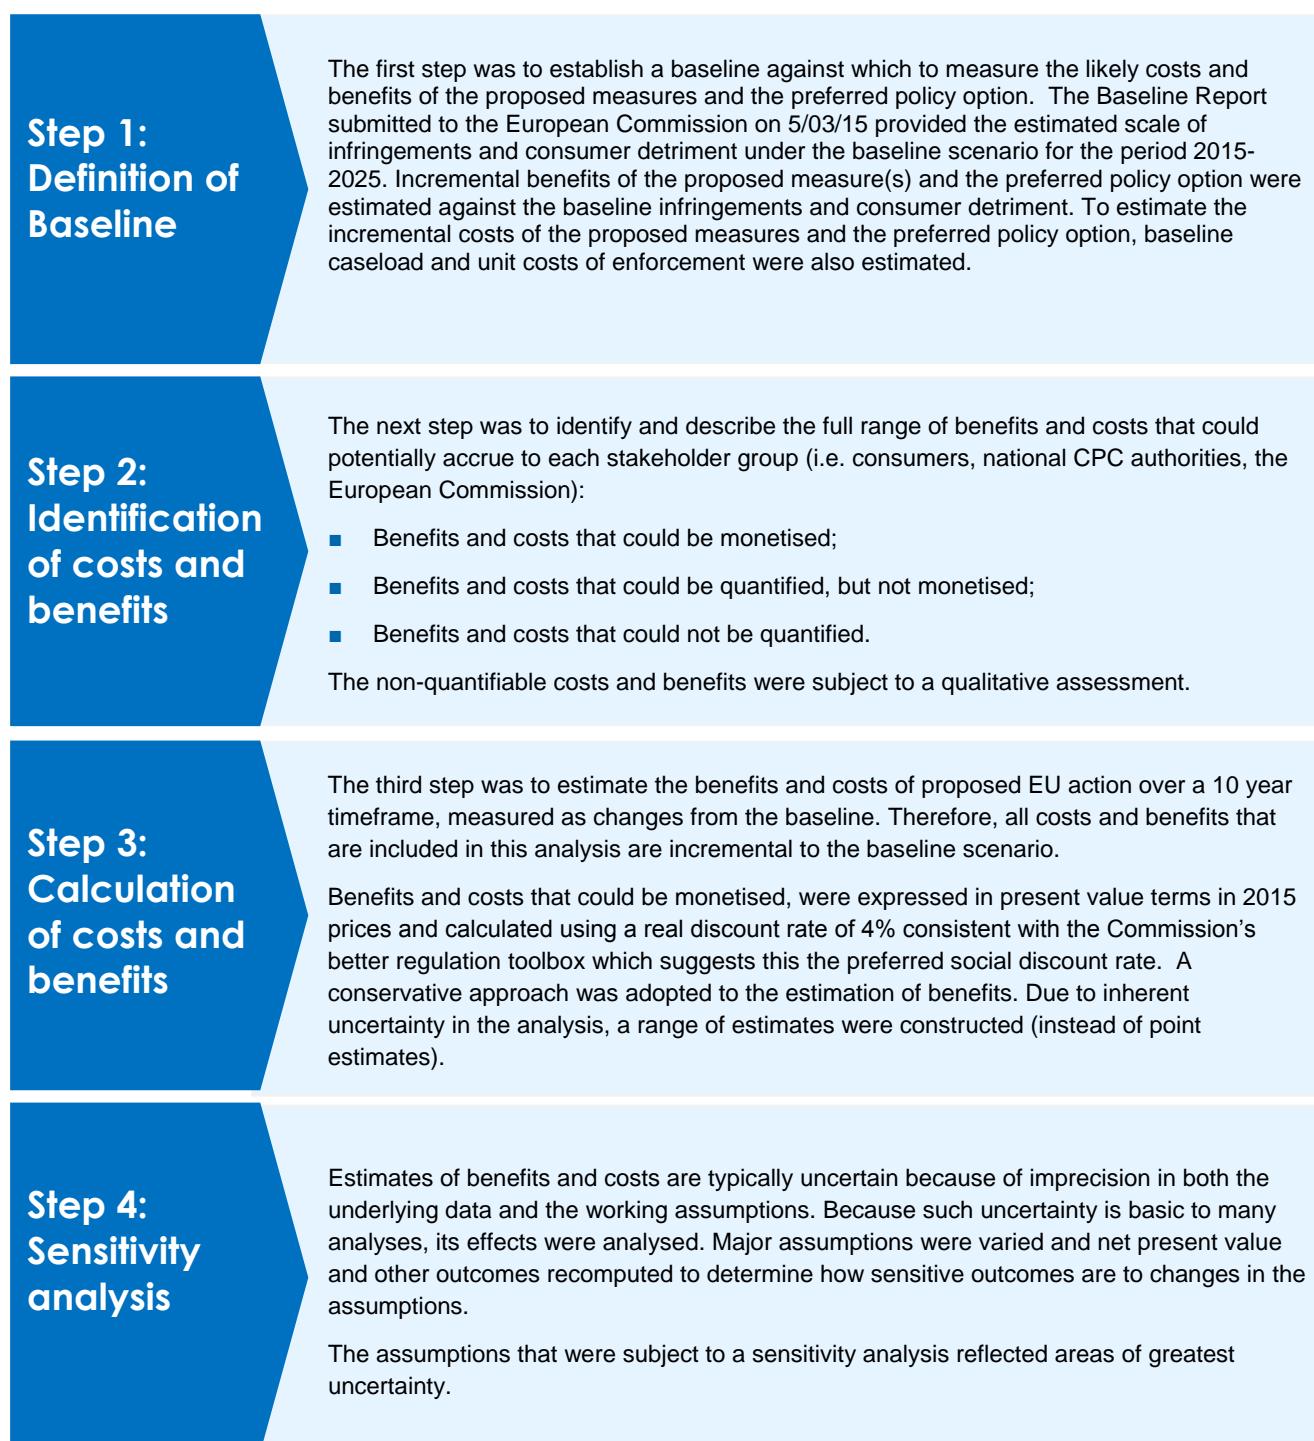 Step 1:
Definition of
Baseline
The first step was to establish a baseline against which to measure the likely costs and
benefits of the proposed measures and the preferred policy option.  The Baseline Report
submitted to the European Commission on 5/03/15 provided the estimated scale of
infringements and consumer detriment under the baseline scenario for the period 2015-
2025. Incremental benefits of the proposed measure(s) and the preferred policy option were
estimated against the baseline infringements and consumer detriment. To estimate the
incremental costs of the proposed measures and the preferred policy option, baseline
caseload and unit costs of enforcement were also estimated.
Step 2:
Identification
of costs and
benefits
The next step was to identify and describe the full range of benefits and costs that could
potentially accrue to each stakeholder group (i.e. consumers, national CPC authorities, the
European Commission):
■ Benefits and costs that could be monetised;
■ Benefits and costs that could be quantified, but not monetised;
■ Benefits and costs that could not be quantified.
The non-quantifiable costs and benefits were subject to a qualitative assessment.
Step 3:
Calculation
of costs and
benefits
The third step was to estimate the benefits and costs of proposed EU action over a 10 year
timeframe, measured as changes from the baseline. Therefore, all costs and benefits that
are included in this analysis are incremental to the baseline scenario.
Benefits and costs that could be monetised, were expressed in present value terms in 2015
prices and calculated using a real discount rate of 4% consistent with the Commission’s
better regulation toolbox which suggests this the preferred social discount rate.  A
conservative approach was adopted to the estimation of benefits. Due to inherent
uncertainty in the analysis, a range of estimates were constructed (instead of point
estimates).
Step 4:
Sensitivity
analysis
Estimates of benefits and costs are typically uncertain because of imprecision in both the
underlying data and the working assumptions. Because such uncertainty is basic to many
analyses, its effects were analysed. Major assumptions were varied and net present value
and other outcomes recomputed to determine how sensitive outcomes are to changes in the
assumptions.
The assumptions that were subject to a sensitivity analysis reflected areas of greatest
uncertainty.